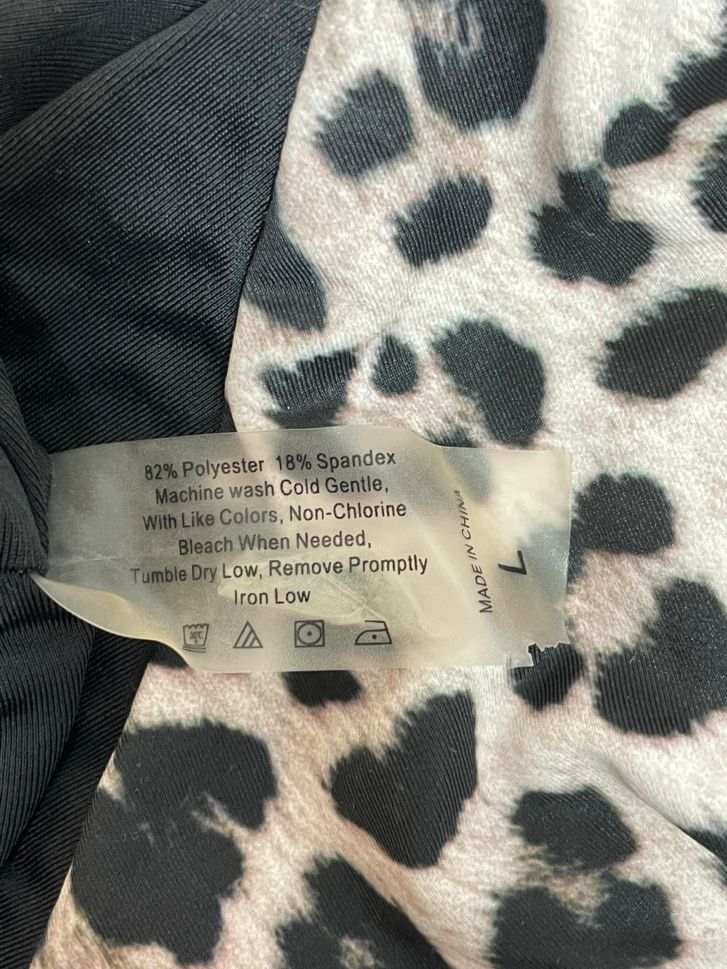 82% Polyester 18% Spandex
Machine wash Cold Gentle,
With Like Colors, Non-Chlorine
Bleach When Needed,
Tumble Dry Low, Remove Promptly
Iron Low
MADE IN CHINA
L